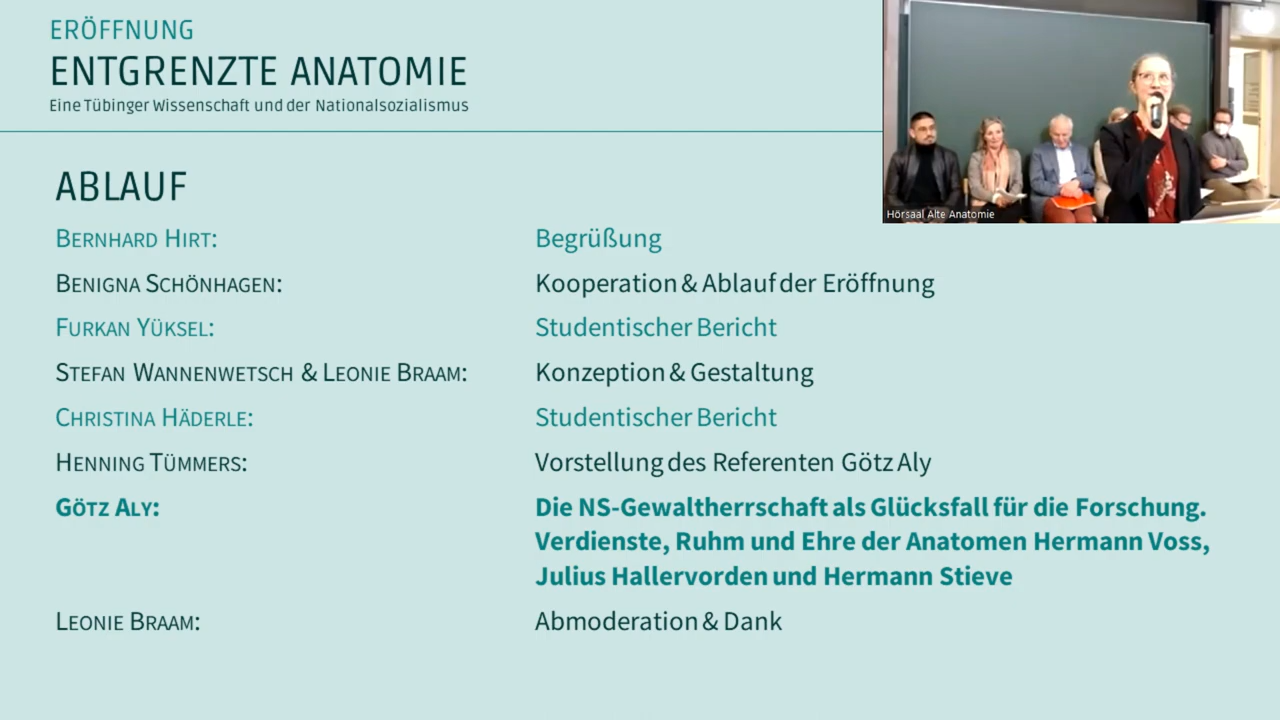 ERÖFFNUNG
ENTGRENZTE ANATOMIE
Eine Tübinger Wissenschaft und der Nationalsozialismus
Hörsaal Alte Anatomie
ABLAUF
BERNHARD HIRT: Begrüßung
BENIGNA SCHÖNHAGEN: Kooperation & Ablauf der Eröffnung
FURKAN YÜKSEL: Studentischer Bericht
STEFAN WANNENWETSCH & LEONIE BRAAM: Konzeption & Gestaltung
CHRISTINA HÄDERLE: Studentischer Bericht
HENNING TÜMMERS: Vorstellung des Referenten Götz Aly
GÖTZ ALY: Die NS-Gewaltherrschaft als Glücksfall für die Forschung.
Verdienste, Ruhm und Ehre der Anatomen Hermann Voss,
Julius Hallervorden und Hermann Stieve
LEONIE BRAAM: Abmoderation & Dank